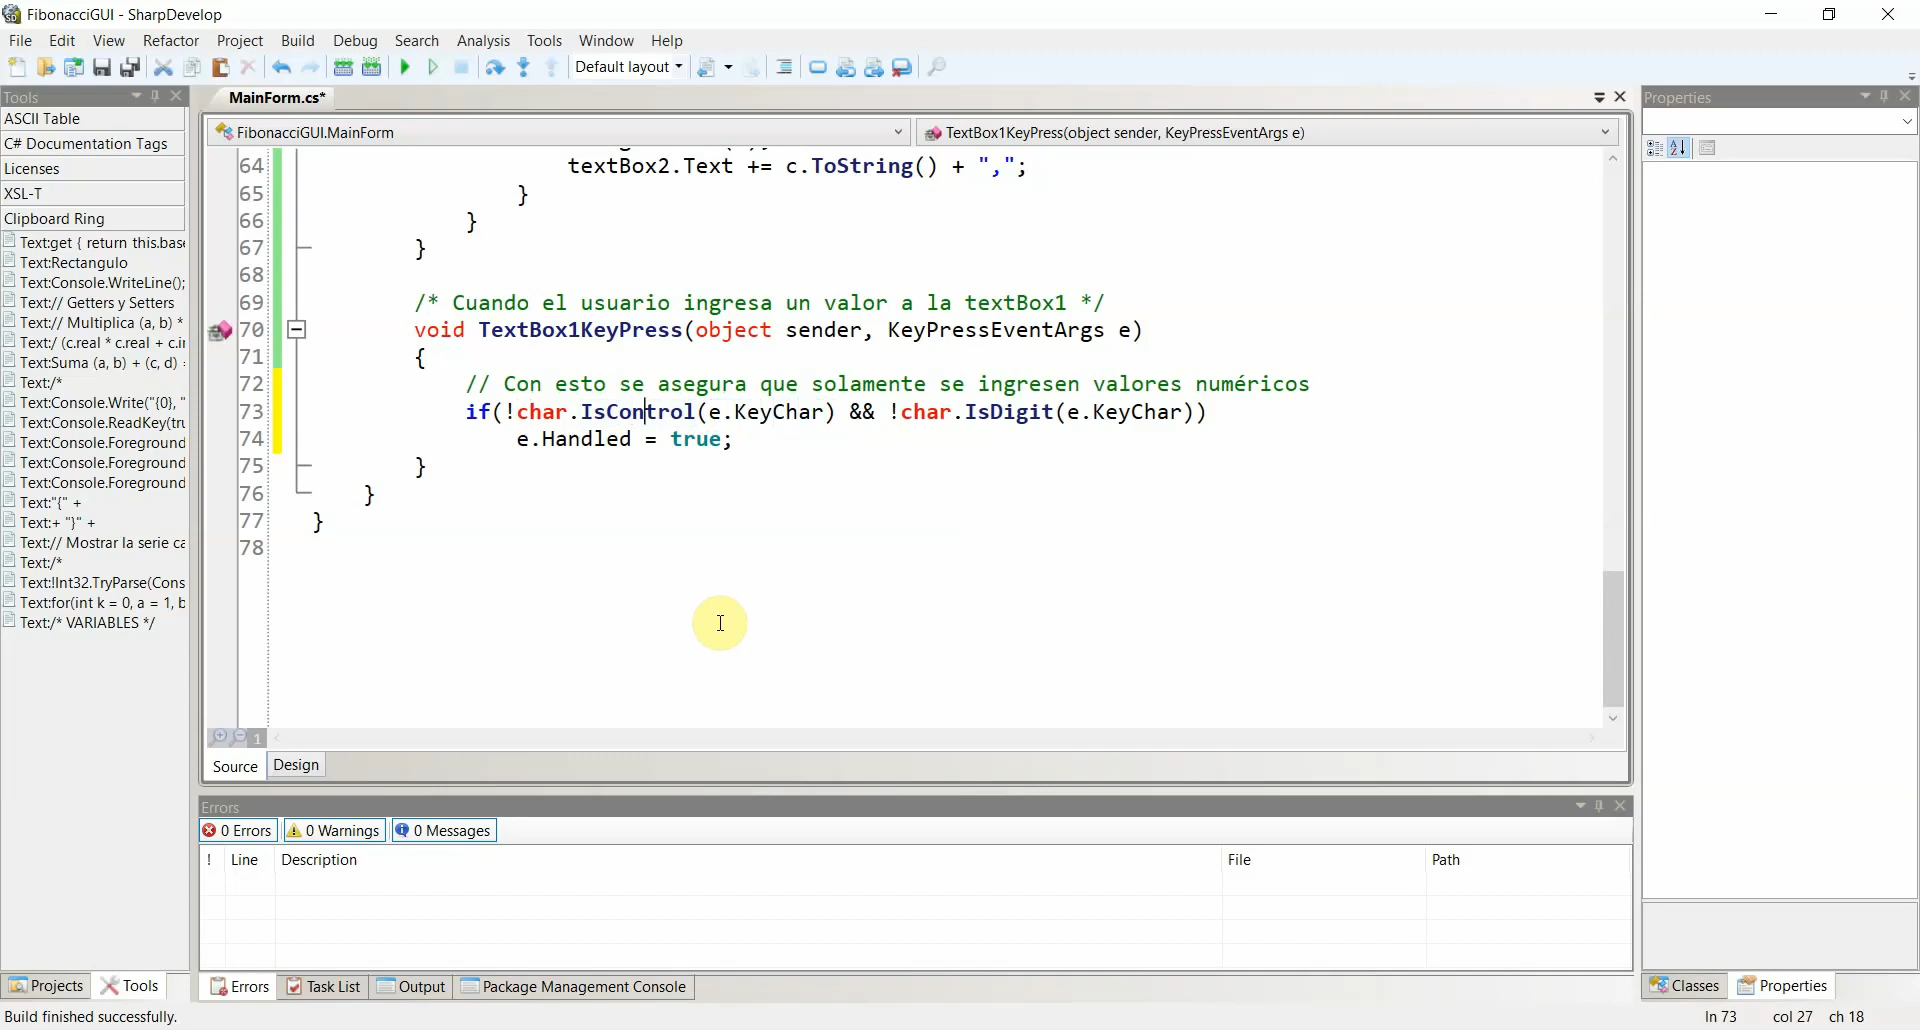 FibonacciGUI - SharpDevelop
File Edit View Refactor Project Build Debug Search Analysis Tools Window Help
Default layout
Tools
MainForm.cs*
Properties
ASCII Table
C# Documentation Tags
Licenses
XSL-T
Clipboard Ring
Text:get { return this.base
Text:Rectangulo
Text:Console.WriteLine();
Text:// Getters y Setters
Text:// Multiplica (a, b) *
Text:/ (c.real * c.real + c.i
Text:Suma (a, b) + (c, d)
Text:/*
Text:Console.Write("{0}, "
Text:Console.ReadKey(tru
Text:Console.Foreground
Text:Console.Foreground
Text:Console.Foreground
Text:"{" +
Text:+ "}" +
Text:// Mostrar la serie ca
Text:/*
Text:!Int32.TryParse(Cons
Text:for(int k = 0, a = 1, b
Text:/* VARIABLES */
FibonacciGUI.MainForm
TextBox1KeyPress(object sender, KeyPressEventArgs e)
64 textBox2.Text += c.ToString() + ",";
65 }
66 }
67 }
68
69 /* Cuando el usuario ingresa un valor a la textBox1 */
70 void TextBox1KeyPress(object sender, KeyPressEventArgs e)
71 {
72 // Con esto se asegura que solamente se ingresen valores numéricos
73 if(!char.IsControl(e.KeyChar) && !char.IsDigit(e.KeyChar))
74 e.Handled = true;
75 }
76 }
77 }
78
1
Source Design
Errors
0 Errors 0 Warnings 0 Messages
! Line Description File Path
Projects Tools
Errors Task List Output Package Management Console
Classes Properties
Build finished successfully.
ln 73 col 27 ch 18